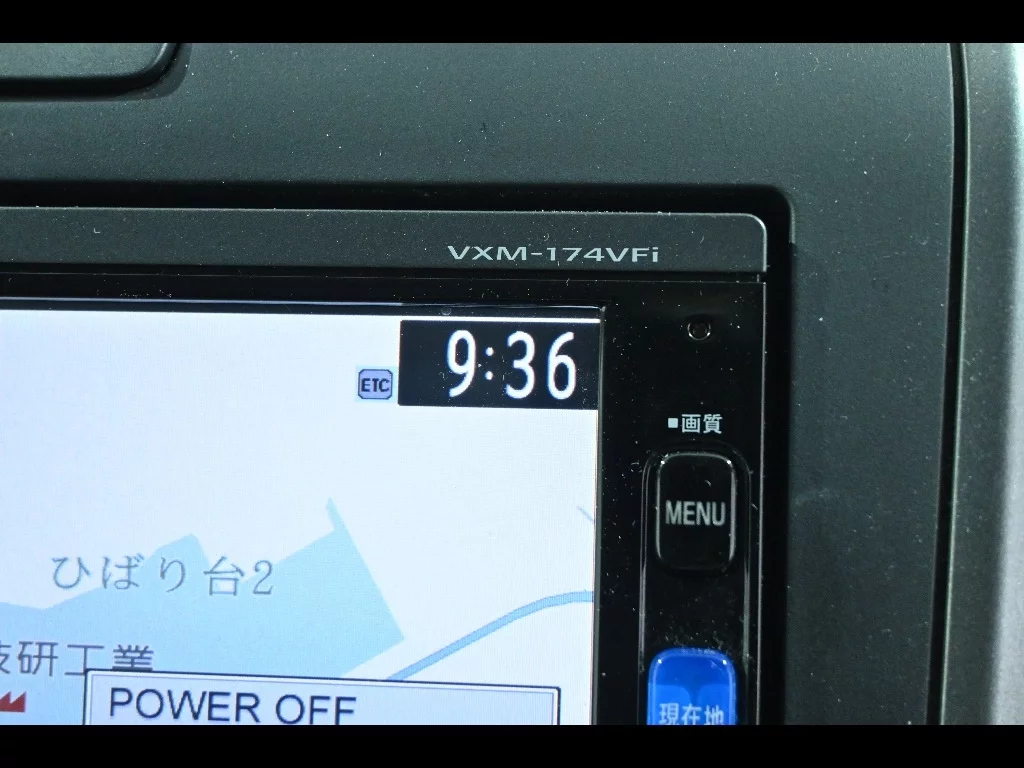 VXM-174VFi
9:36
ETC
■画質
MENU
ひばり台2
技研工業
POWER OFF
現在地